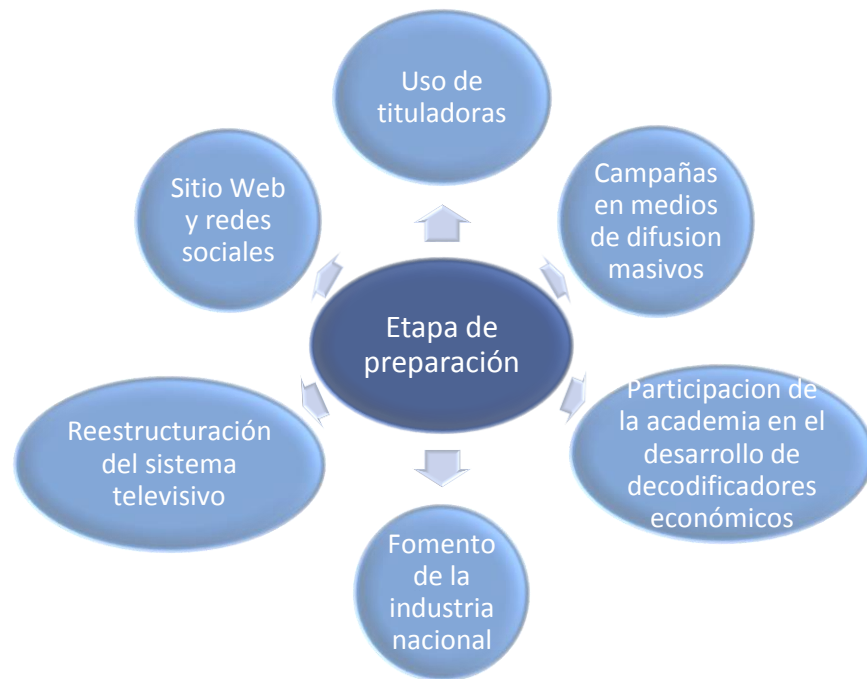 Uso de
tituladoras
Sitio Web
y redes
sociales
Campañas
en medios
de difusion
masivos
Etapa de
preparación
Reestructuración
del sistema
televisivo
Participacion de
la academia en el
desarrollo de
decodificadores
económicos
Fomento
de la
industria
nacional